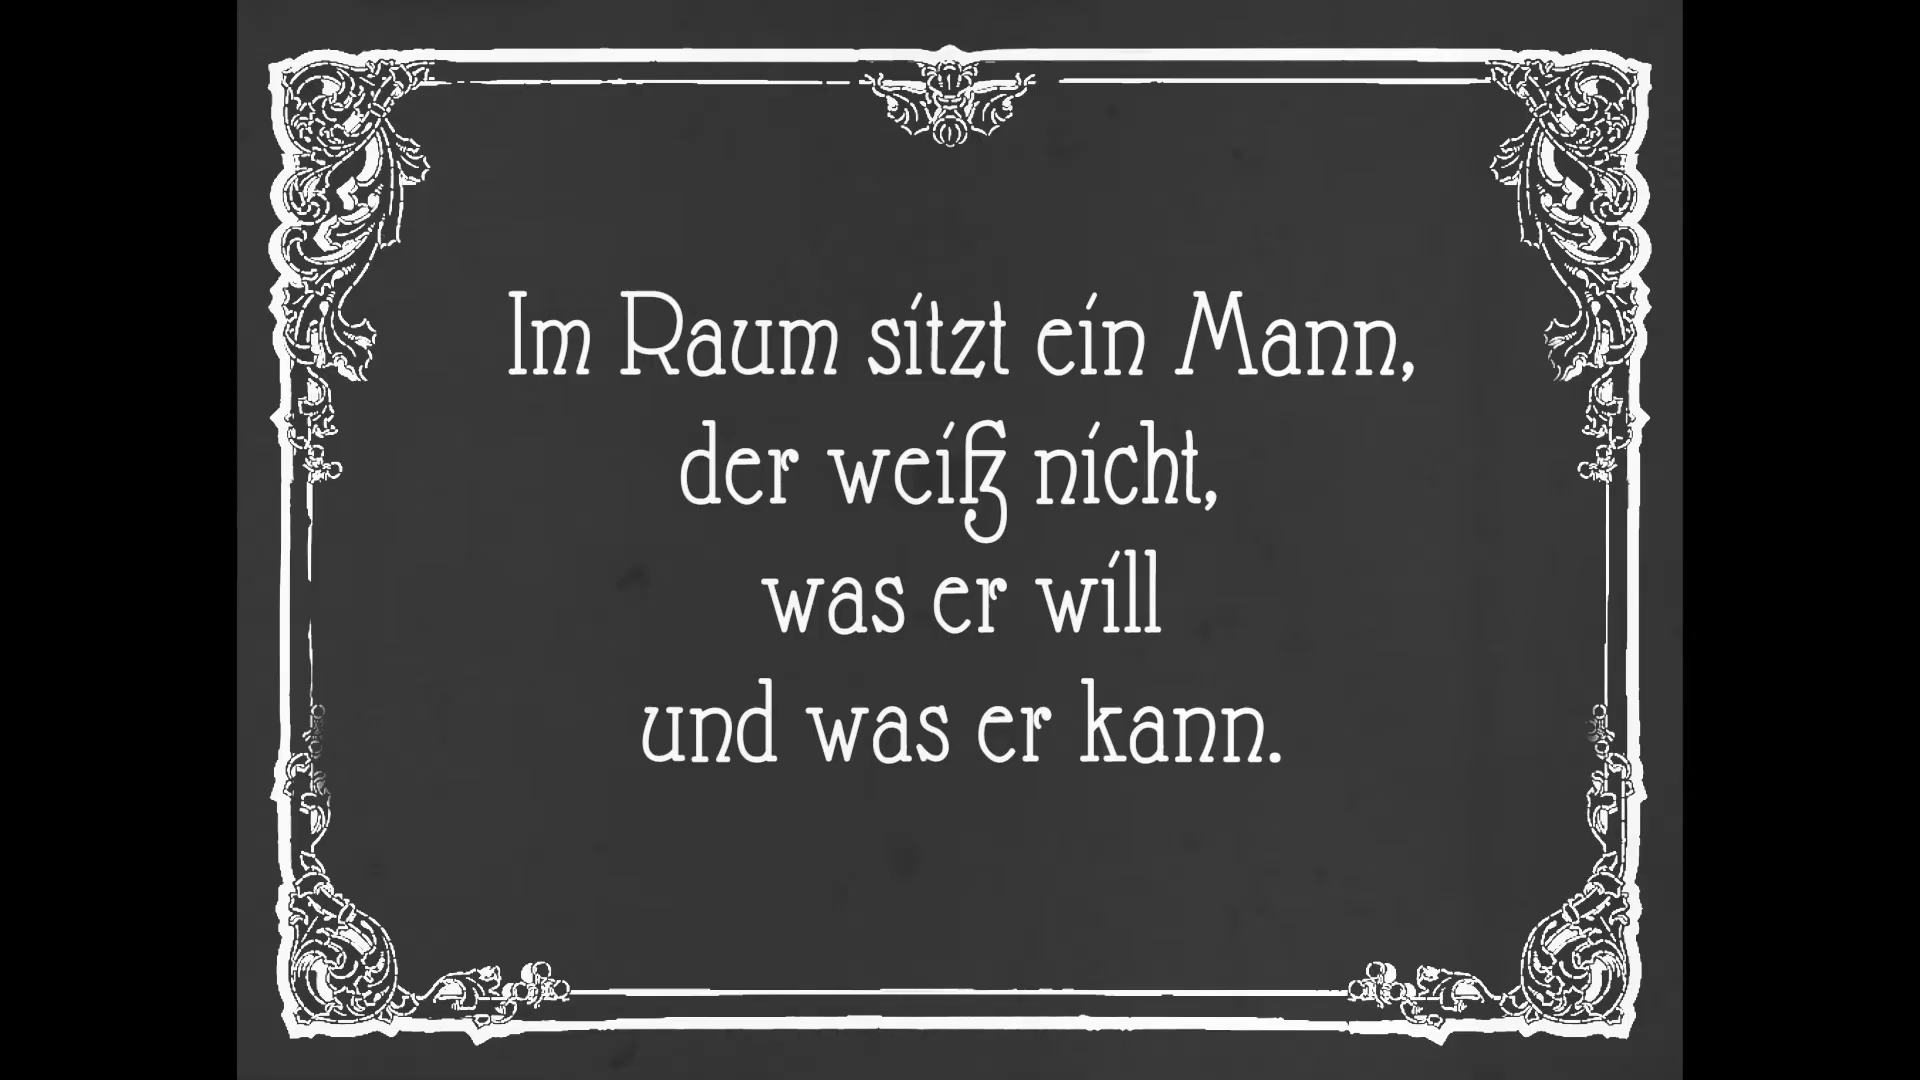 Im Raum sitzt ein Mann,
der weiß nicht,
was er will
und was er kann.